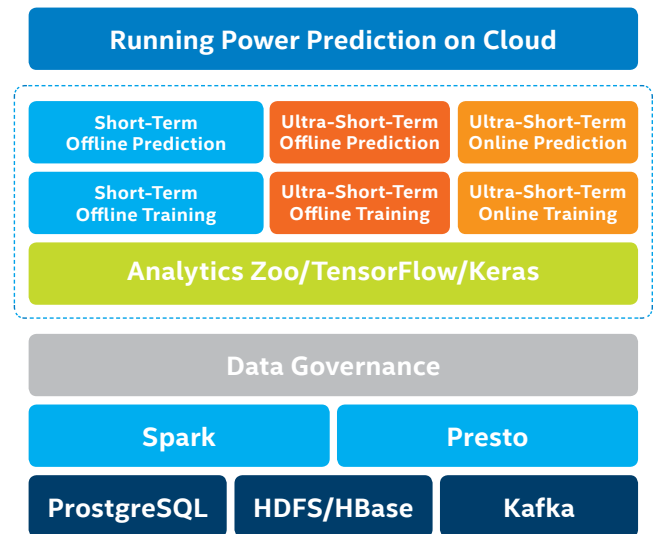 Running Power Prediction on Cloud
Short-Term
Offline Prediction
Ultra-Short-Term
Offline Prediction
Ultra-Short-Term
Online Prediction
Short-Term
Offline Training
Ultra-Short-Term
Offline Training
Ultra-Short-Term
Online Training
Analytics Zoo/TensorFlow/Keras
Data Governance
Spark
Presto
ProstgreSQL
HDFS/HBase
Kafka